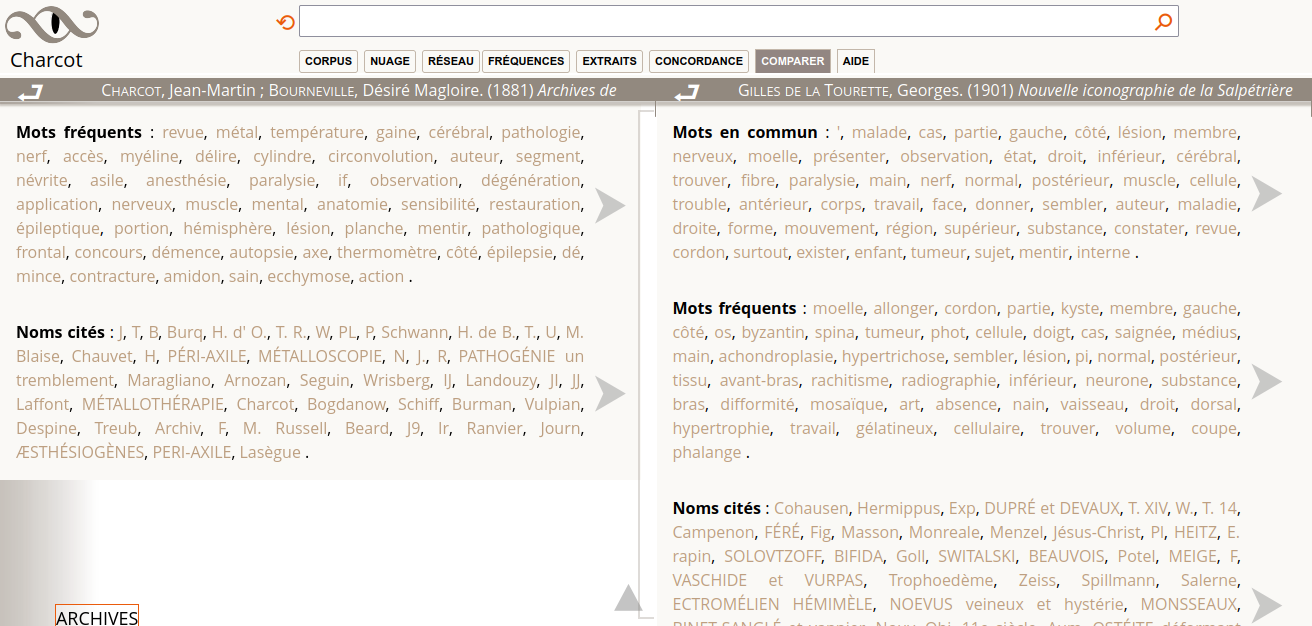 Charcot
CORPUS NUAGE RÉSEAU FRÉQUENCES EXTRAITS CONCORDANCE COMPARER AIDE
CHARCOT, Jean-Martin ; BOURNEVILLE, Désiré Magloire. (1881) Archives de
Mots fréquents : revue, métal, température, gaine, cérébral, pathologie,
nerf, accès, myéline, délire, cylindre, circonvolution, auteur, segment,
névrite, asile, anesthésie, paralysie, if, observation, dégénération,
application, nerveux, muscle, mental, anatomie, sensibilité, restauration,
épileptique, portion, hémisphère, lésion, planche, mentir, pathologique,
frontal, concours, démence, autopsie, axe, thermomètre, côté, épilepsie, dé,
mince, contracture, amidon, sain, ecchymose, action .
Noms cités : J, T, B, Burq, H. d' O., T. R., W, PL, P, Schwann, H. de B., T., U, M.
Blaise, Chauvet, H, PÉRI-AXILE, MÉTALLOSCOPIE, N, J., R, PATHOGÉNIE un
tremblement, Maragliano, Arnozan, Seguin, Wrisberg, IJ, Landouzy, JI, JJ,
Laffont, MÉTALLOTHÉRAPIE, Charcot, Bogdanow, Schiff, Burman, Vulpian,
Despine, Treub, Archiv, F, M. Russell, Beard, J9, Ir, Ranvier, Journ,
ÆSTHÉSIOGÈNES, PERI-AXILE, Lasègue .
ARCHIVES
GILLES DE LA TOURETTE, Georges. (1901) Nouvelle iconographie de la Salpétrière
Mots en commun : ', malade, cas, partie, gauche, côté, lésion, membre,
nerveux, moelle, présenter, observation, état, droit, inférieur, cérébral,
trouver, fibre, paralysie, main, nerf, normal, postérieur, muscle, cellule,
trouble, antérieur, corps, travail, face, donner, sembler, auteur, maladie,
droite, forme, mouvement, région, supérieur, substance, constater, revue,
cordon, surtout, exister, enfant, tumeur, sujet, mentir, interne .
Mots fréquents : moelle, allonger, cordon, partie, kyste, membre, gauche,
côté, os, byzantin, spina, tumeur, phot, cellule, doigt, cas, saignée, médius,
main, achondroplasie, hypertrichose, sembler, lésion, pi, normal, postérieur,
tissu, avant-bras, rachitisme, radiographie, inférieur, neurone, substance,
bras, difformité, mosaïque, art, absence, nain, vaisseau, droit, dorsal,
hypertrophie, travail, gélatineux, cellulaire, trouver, volume, coupe,
phalange .
Noms cités : Cohausen, Hermippus, Exp, DUPRÉ et DEVAUX, T. XIV, W., T. 14,
Campenon, FÉRÉ, Fig, Masson, Monreale, Menzel, Jésus-Christ, Pl, HEITZ, E.
rapin, SOLOVTZOFF, BIFIDA, Goll, SWITALSKI, BEAUVOIS, Potel, MEIGE, F,
VASCHIDE et VURPAS, Trophoedème, Zeiss, Spillmann, Salerne,
ECTROMÉLIEN HÉMIMÈLE, NOEVUS veineux et hystérie, MONSSEAUX,